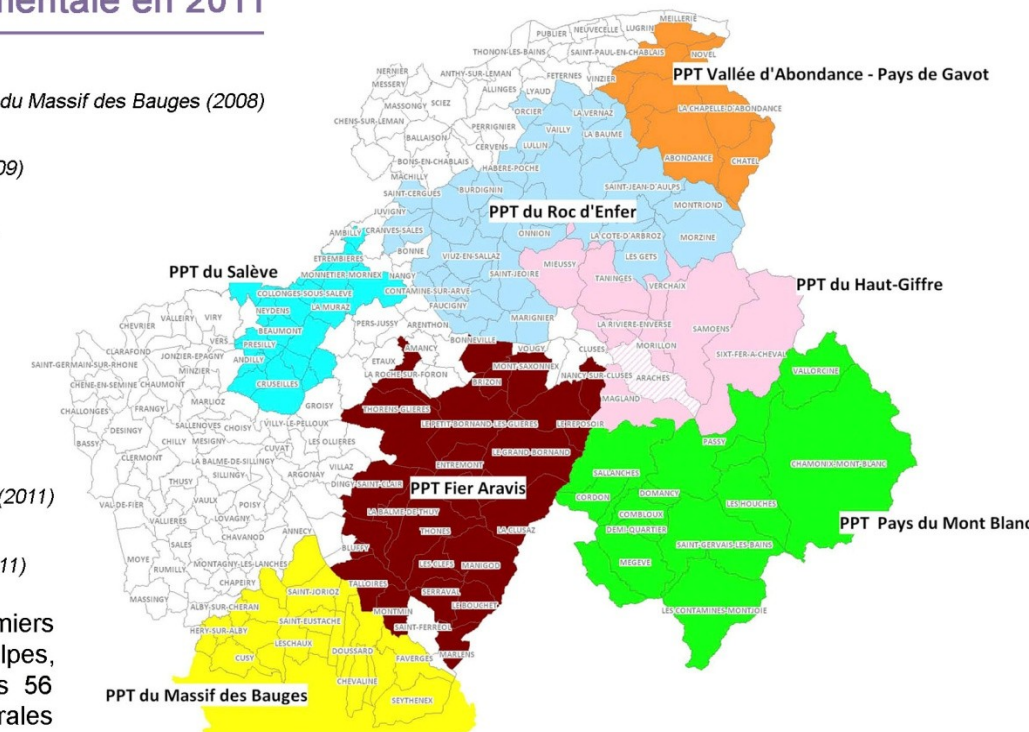 mentale en 2011
du Massif des Bauges (2008)
09)
(2011)
11)
miers
lpes,
s 56
rales
PPT Vallée d'Abondance - Pays de Gavot
PPT du Roc d'Enfer
PPT du Salève
PPT du Haut-Giffre
PPT Fier Aravis
PPT Pays du Mont Blanc
PPT du Massif des Bauges
MEILLERIE
PUBLIER
NEUVECELLE
LUGRIN
THONON-LES-BAINS
SAINT-PAUL-EN-CHABLAIS
NOVEL
NERNIER
MESSERY
ANTHY-SUR-LEMAN
FETERNES
VINZIER
ALLINGES
LYAUD
LA CHAPELLE-D'ABONDANCE
MASSONGY
SCIEZ
ORCIER
LA VERNAZ
CHENS-SUR-LEMAN
PERRIGNIER
VAILLY
LA BAUME
BALLAISON
CERVENS
LULLIN
BONS-EN-CHABLAIS
HABERE-POCHE
ABONDANCE
CHATEL
MACHILLY
SAINT-CERGUES
BURDIGNIN
SAINT-JEAN-D'AULPS
JUVIGNY
MONTRIOND
AMBILLY
CRANVES-SALES
ONNION
LA COTE-D'ARBROZ
MORZINE
ETREMBIERES
BONNE
VIUZ-EN-SALLAZ
LES GETS
MONNETIER-MORNEX
NANGY
SAINT-JEOIRE
MIEUSSY
TANINGES
VERCHAIX
COLLONGES-SOUS-SALEVE
CONTAMINE-SUR-ARVE
FAUCIGNY
NEYDENS
LA MURAZ
MARIGNIER
LA RIVIERE-ENVERSE
SAMOENS
VALLEIRY
VIRY
CHEVRIER
PERS-JUSSY
ARENTHON
BEAUMONT
VERS
PRESILLY
AMANCY
BONNEVILLE
VOUGY
CLUSES
MORILLON
SIXT-FER-A-CHEVAL
CLARAFOND
JONZIER-EPAGNY
ANDILLY
ETAUX
MONT-SAXONNEX
SAINT-GERMAIN-SUR-RHONE
MINZIER
LA ROCHE-SUR-FORON
NANCY-SUR-CLUSES
ARACHES
VALLORCINE
CHENE-EN-SEMINE
CHAUMONT
CRUSEILLES
BRIZON
MAGLAND
MARLIOZ
GROISY
THORENS-GLIERES
CHALLONGES
FRANGY
SALLENOVES
CHOISY
VILLY-LE-PELLOUX
LE PETIT-BORNAND-LES-GLIERES
LE REPOSOIR
DESINGY
BASSY
CHILLY
MESIGNY
CUVAT
LES OLLIERES
PASSY
CLERMONT
LA BALME-DE-SILLINGY
LE GRAND-BORNAND
SILLINGY
ARGONAY
VILLAZ
ENTREMONT
CHAMONIX-MONT-BLANC
THUSY
DINGY-SAINT-CLAIR
SALLANCHES
DOMANCY
CORDON
LES HOUCHES
VAL-DE-FIER
VAULX
POISY
LA BALME-DE-THUY
COMBLOUX
VALLIERES
LOVAGNY
DEMI-QUARTIER
CHAVANOD
ANNECY
THONES
LA CLUSAZ
SALES
BLUFFY
SAINT-GERVAIS-LES-BAINS
MOYE
RUMILLY
MONTAGNY-LES-LANCHES
LES CLEFS
MANIGOD
MEGEVE
CHAPEIRY
TALLOIRES
SERRAVAL
MASSINGY
SAINT-JORIOZ
LE BOUCHET
ALBY-SUR-CHERAN
MONTMIN
LES CONTAMINES-MONTJOIE
SAINT-EUSTACHE
SAINT-FERREOL
HERY-SUR-ALBY
LESCHAUX
DOUSSARD
FAVERGES
MARLENS
CUSY
CHEVALINE
SEYTHENEX